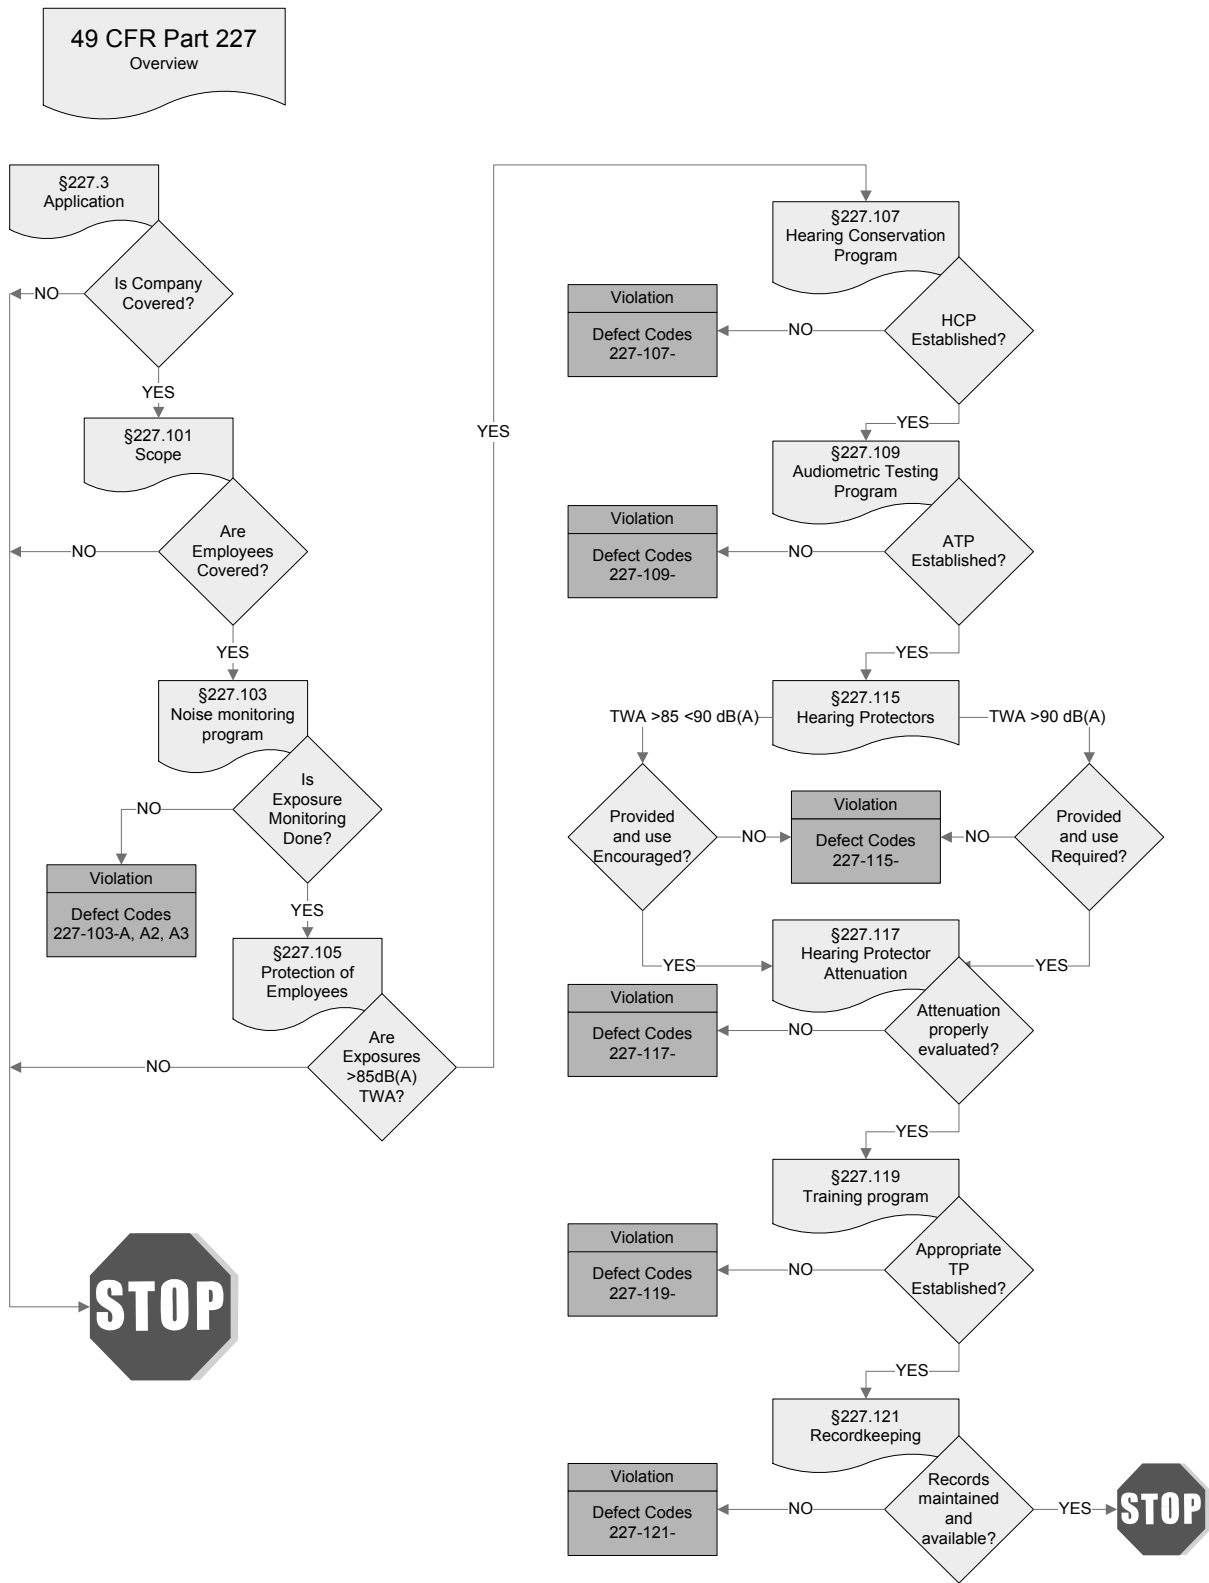 49 CFR Part 227
Overview
§227.3
Application
Is Company
Covered?
NO
YES
§227.101
Scope
Are
Employees
Covered?
NO
YES
§227.103
Noise monitoring
program
Is
Exposure
Monitoring
Done?
NO
Violation
Defect Codes
227-103-A, A2, A3
YES
§227.105
Protection of
Employees
Are
Exposures
>85dB(A)
TWA?
NO
STOP
YES
§227.107
Hearing Conservation
Program
HCP
Established?
NO
Violation
Defect Codes
227-107-
YES
§227.109
Audiometric Testing
Program
ATP
Established?
NO
Violation
Defect Codes
227-109-
YES
§227.115
Hearing Protectors
TWA >85 <90 dB(A)
TWA >90 dB(A)
Provided
and use
Encouraged?
NO
Violation
Defect Codes
227-115-
NO
Provided
and use
Required?
YES
YES
§227.117
Hearing Protector
Attenuation
Attenuation
properly
evaluated?
NO
Violation
Defect Codes
227-117-
YES
§227.119
Training program
Appropriate
TP
Established?
NO
Violation
Defect Codes
227-119-
YES
§227.121
Recordkeeping
Records
maintained
and
available?
NO
Violation
Defect Codes
227-121-
YES
STOP